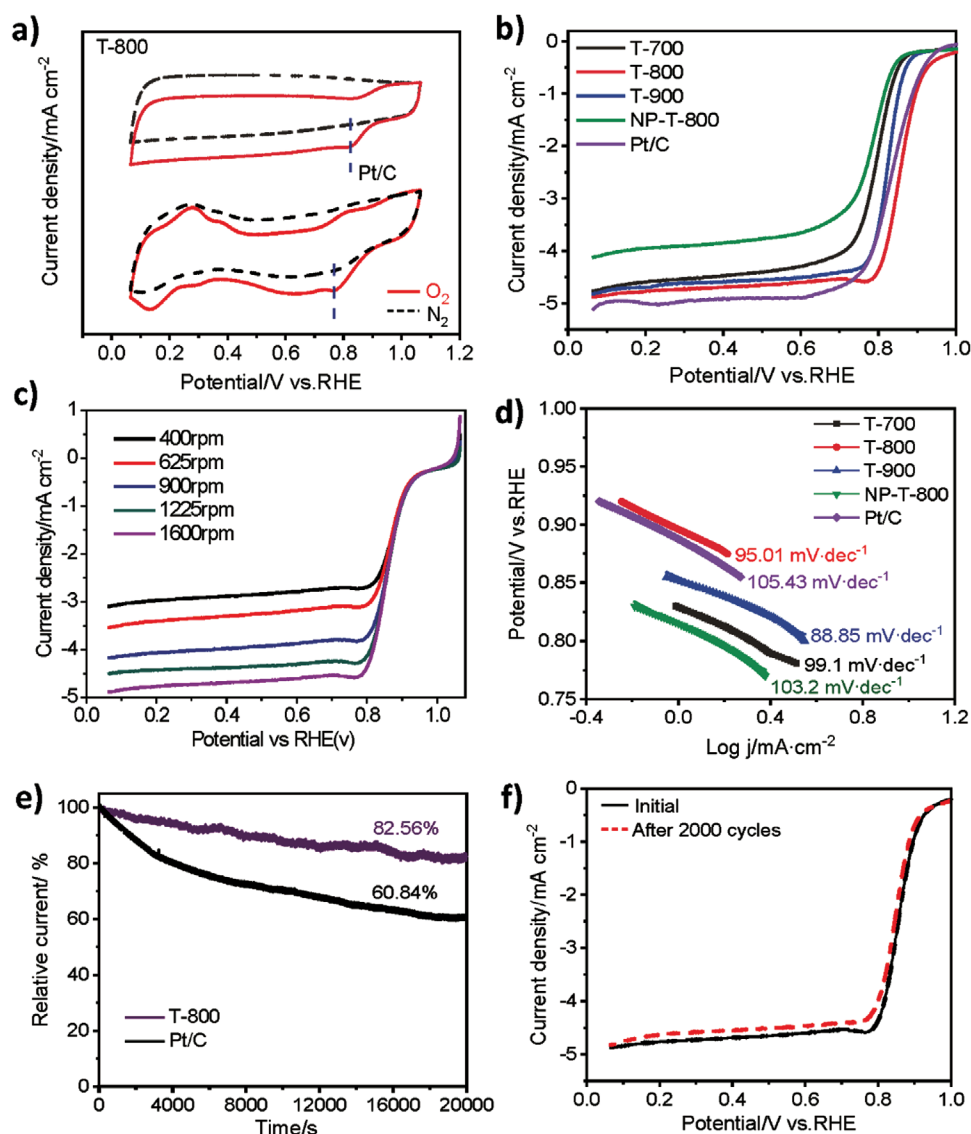 a)
T-800
Pt/C
O₂
N₂
Current density/mA cm⁻²
0.0 0.2 0.4 0.6 0.8 1.0 1.2
Potential/V vs.RHE
b)
T-700
T-800
T-900
NP-T-800
Pt/C
0
-1
-2
-3
-4
-5
Current density/mA cm⁻²
0.0 0.2 0.4 0.6 0.8 1.0
Potential/V vs.RHE
c)
400rpm
625rpm
900rpm
1225rpm
1600rpm
1
0
-1
-2
-3
-4
-5
Current density/mA cm⁻²
0.0 0.2 0.4 0.6 0.8 1.0
Potential vs RHE(v)
d)
T-700
T-800
T-900
NP-T-800
Pt/C
95.01 mV·dec⁻¹
105.43 mV·dec⁻¹
88.85 mV·dec⁻¹
99.1 mV·dec⁻¹
103.2 mV·dec⁻¹
1.00
0.95
0.90
0.85
0.80
0.75
Potential/V vs.RHE
-0.4 0.0 0.4 0.8 1.2
Log j/mA·cm⁻²
e)
82.56%
60.84%
T-800
Pt/C
100
80
60
40
20
0
Relative current/ %
0 4000 8000 12000 16000 20000
Time/s
f)
Initial
After 2000 cycles
0
-1
-2
-3
-4
-5
Current density/mA cm⁻²
0.0 0.2 0.4 0.6 0.8 1.0
Potential/V vs.RHE